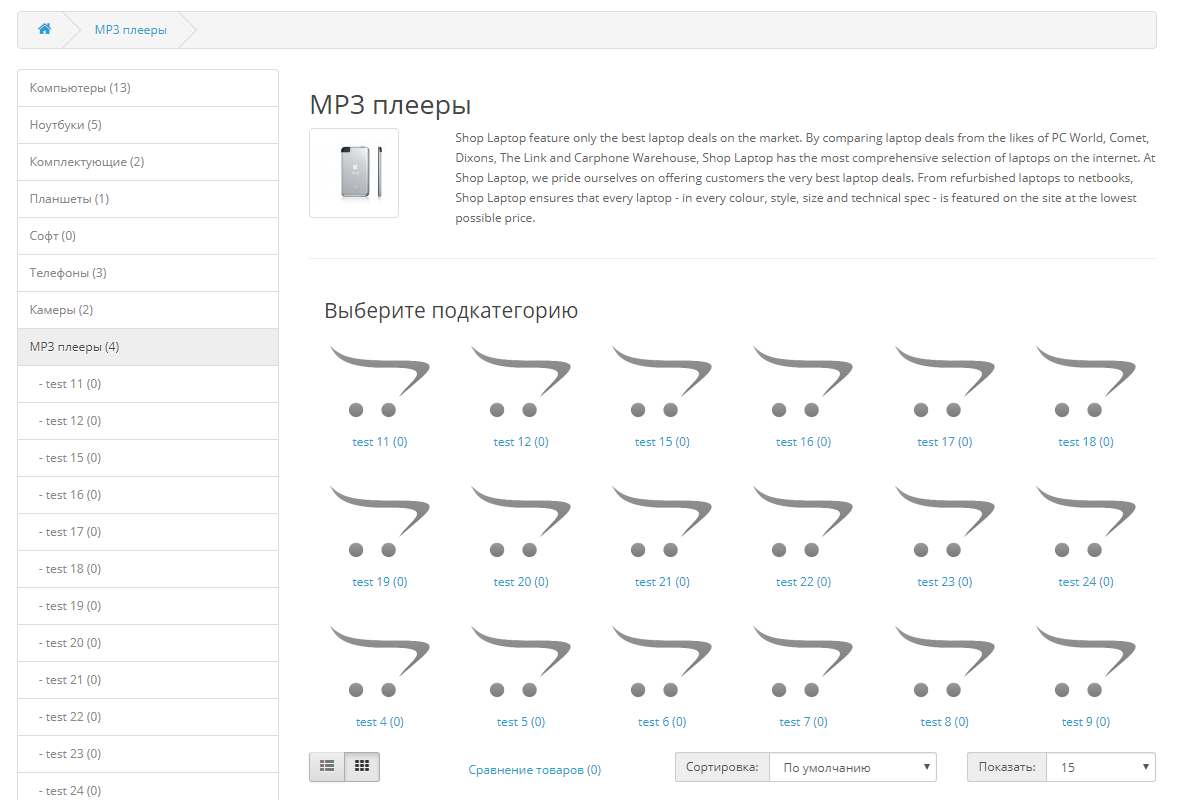 MP3 плееры
Компьютеры (13)
Ноутбуки (5)
Комплектующие (2)
Планшеты (1)
Софт (0)
Телефоны (3)
Камеры (2)
MP3 плееры (4)
- test 11 (0)
- test 12 (0)
- test 15 (0)
- test 16 (0)
- test 17 (0)
- test 18 (0)
- test 19 (0)
- test 20 (0)
- test 21 (0)
- test 22 (0)
- test 23 (0)
- test 24 (0)
MP3 плееры
Shop Laptop feature only the best laptop deals on the market. By comparing laptop deals from the likes of PC World, Comet,
Dixons, The Link and Carphone Warehouse, Shop Laptop has the most comprehensive selection of laptops on the internet. At
Shop Laptop, we pride ourselves on offering customers the very best laptop deals. From refurbished laptops to netbooks,
Shop Laptop ensures that every laptop - in every colour, style, size and technical spec - is featured on the site at the lowest
possible price.
Выберите подкатегорию
test 11 (0) test 12 (0) test 15 (0) test 16 (0) test 17 (0) test 18 (0)
test 19 (0) test 20 (0) test 21 (0) test 22 (0) test 23 (0) test 24 (0)
test 4 (0) test 5 (0) test 6 (0) test 7 (0) test 8 (0) test 9 (0)
Сравнение товаров (0) Сортировка: По умолчанию Показать: 15